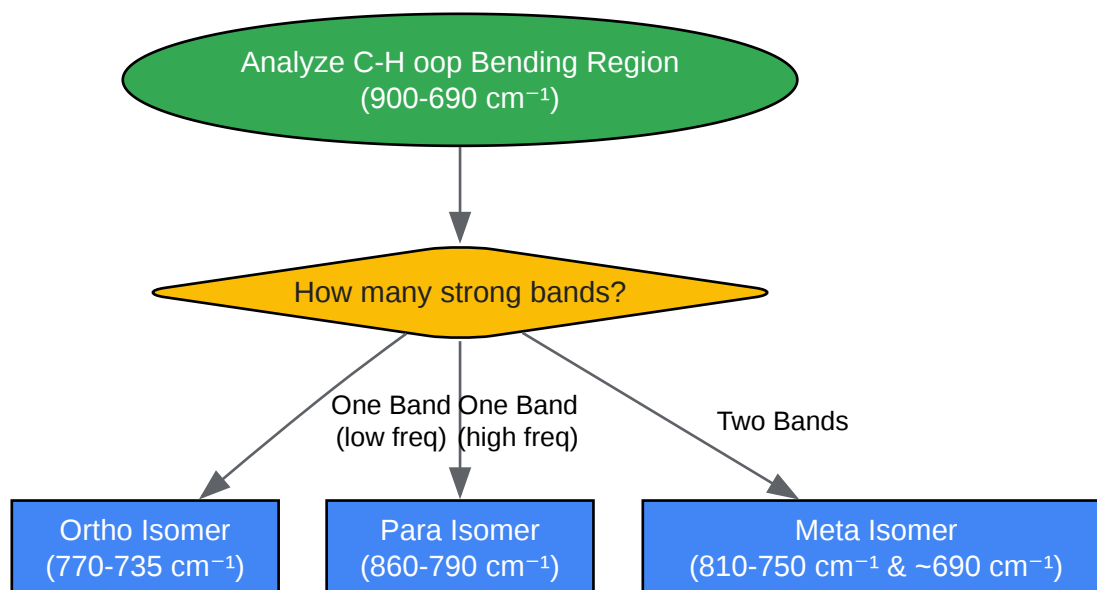 Analyze C-H oop Bending Region
(900-690 cm⁻¹)
How many strong bands?
One Band
(low freq)
One Band
(high freq)
Two Bands
Ortho Isomer
(770-735 cm⁻¹)
Para Isomer
(860-790 cm⁻¹)
Meta Isomer
(810-750 cm⁻¹ & ~690 cm⁻¹)